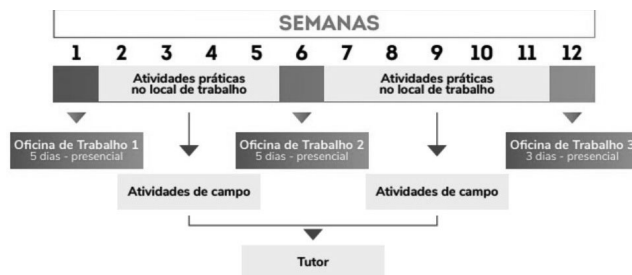 SEMANAS
1 2 3 4 5 6 7 8 9 10 11 12
Atividades práticas
no local de trabalho
Atividades práticas
no local de trabalho
Oficina de Trabalho 1
5 dias - presencial
Oficina de Trabalho 2
5 dias - presencial
Oficina de Trabalho 3
3 dias - presencial
Atividades de campo
Atividades de campo
Tutor